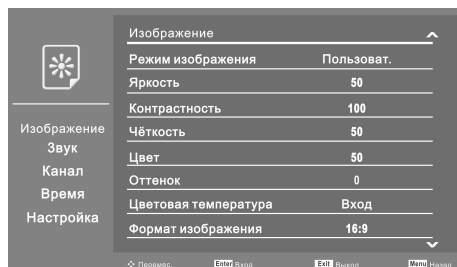 Изображение
Режим изображения Пользоват.
Яркость 50
Контрастность 100
Чёткость 50
Цвет 50
Оттенок 0
Цветовая температура Вход
Формат изображения 16:9
Изображение
Звук
Канал
Время
Настройка
Перемес. Enter Вход Exit Выход Menu Назад